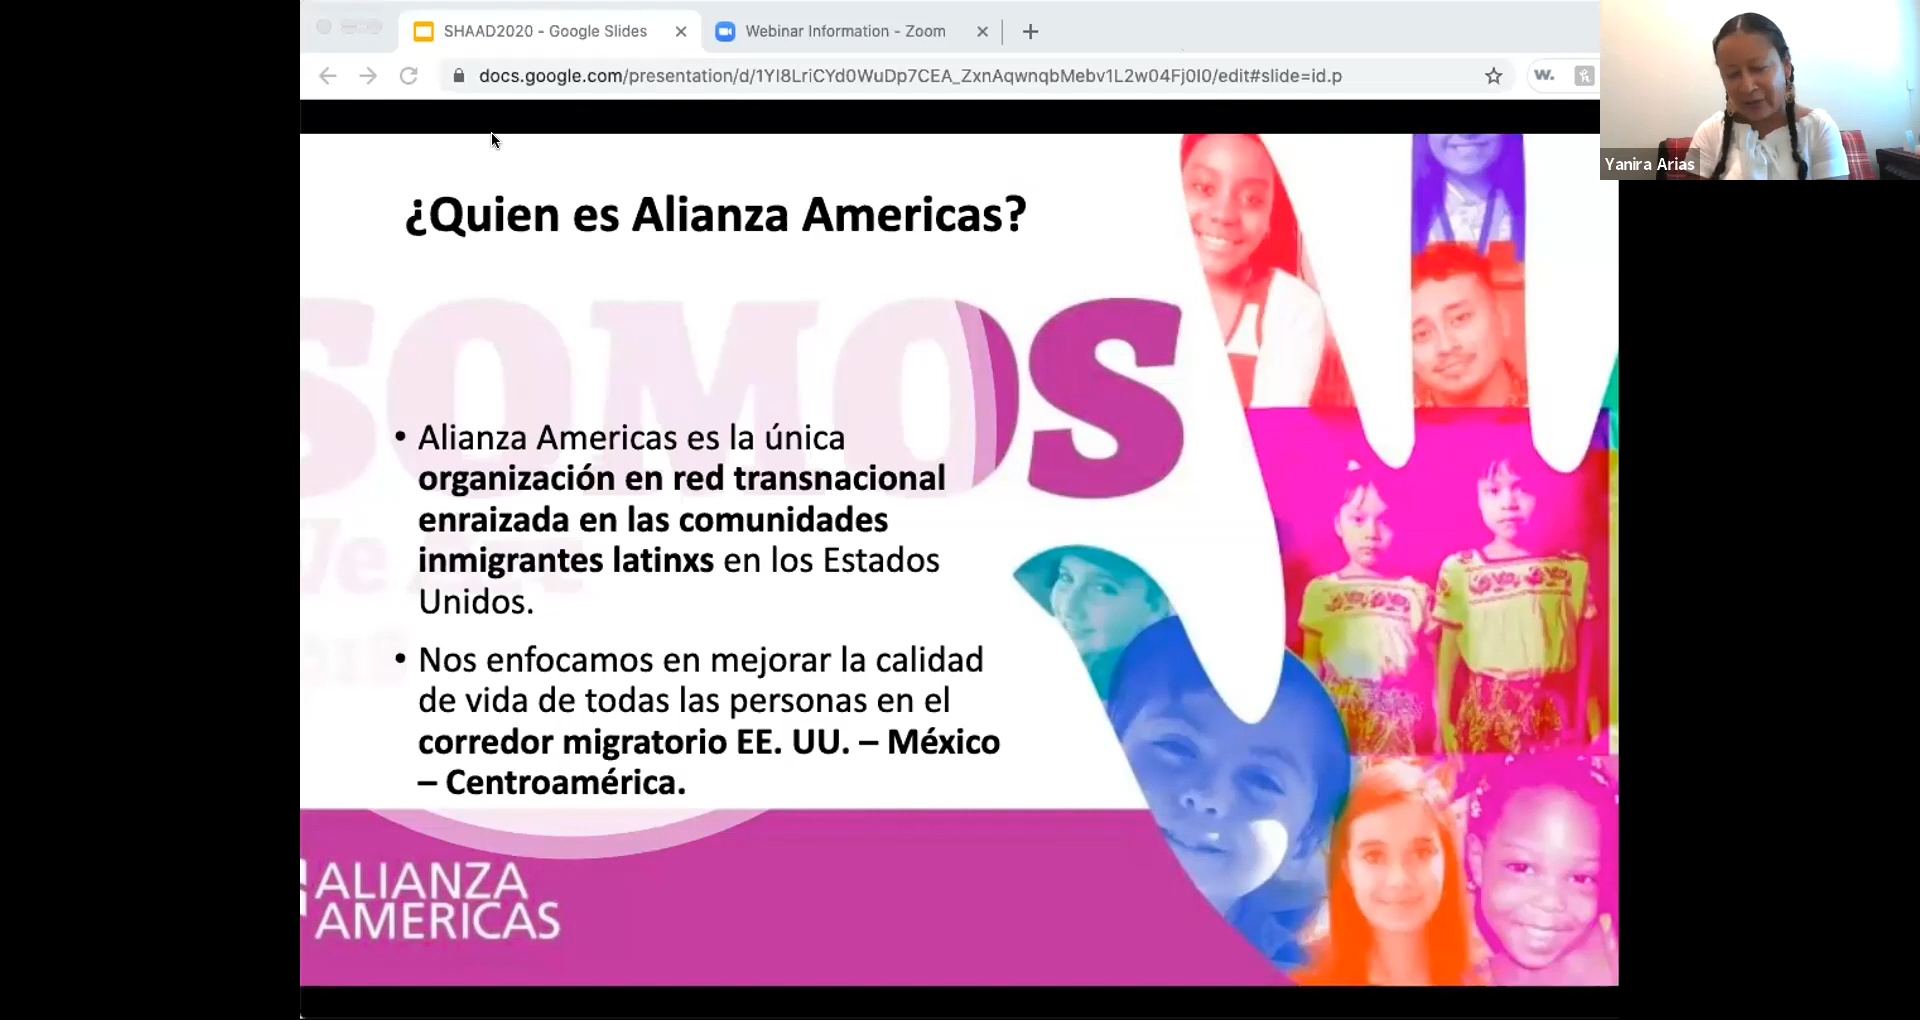 SHAAD2020 - Google Slides
Webinar Information - Zoom
docs.google.com/presentation/d/1YI8LriCYd0WuDp7CEA_ZxnAqwnqbMebv1L2w04Fj0I0/edit#slide=id.p
W.
Yanira Arias
¿Quien es Alianza Americas?
SOMOS
• Alianza Americas es la única
organización en red transnacional
enraizada en las comunidades
inmigrantes latinxs en los Estados
Unidos.
• Nos enfocamos en mejorar la calidad
de vida de todas las personas en el
corredor migratorio EE. UU. – México
– Centroamérica.
ALIANZA
AMERICAS